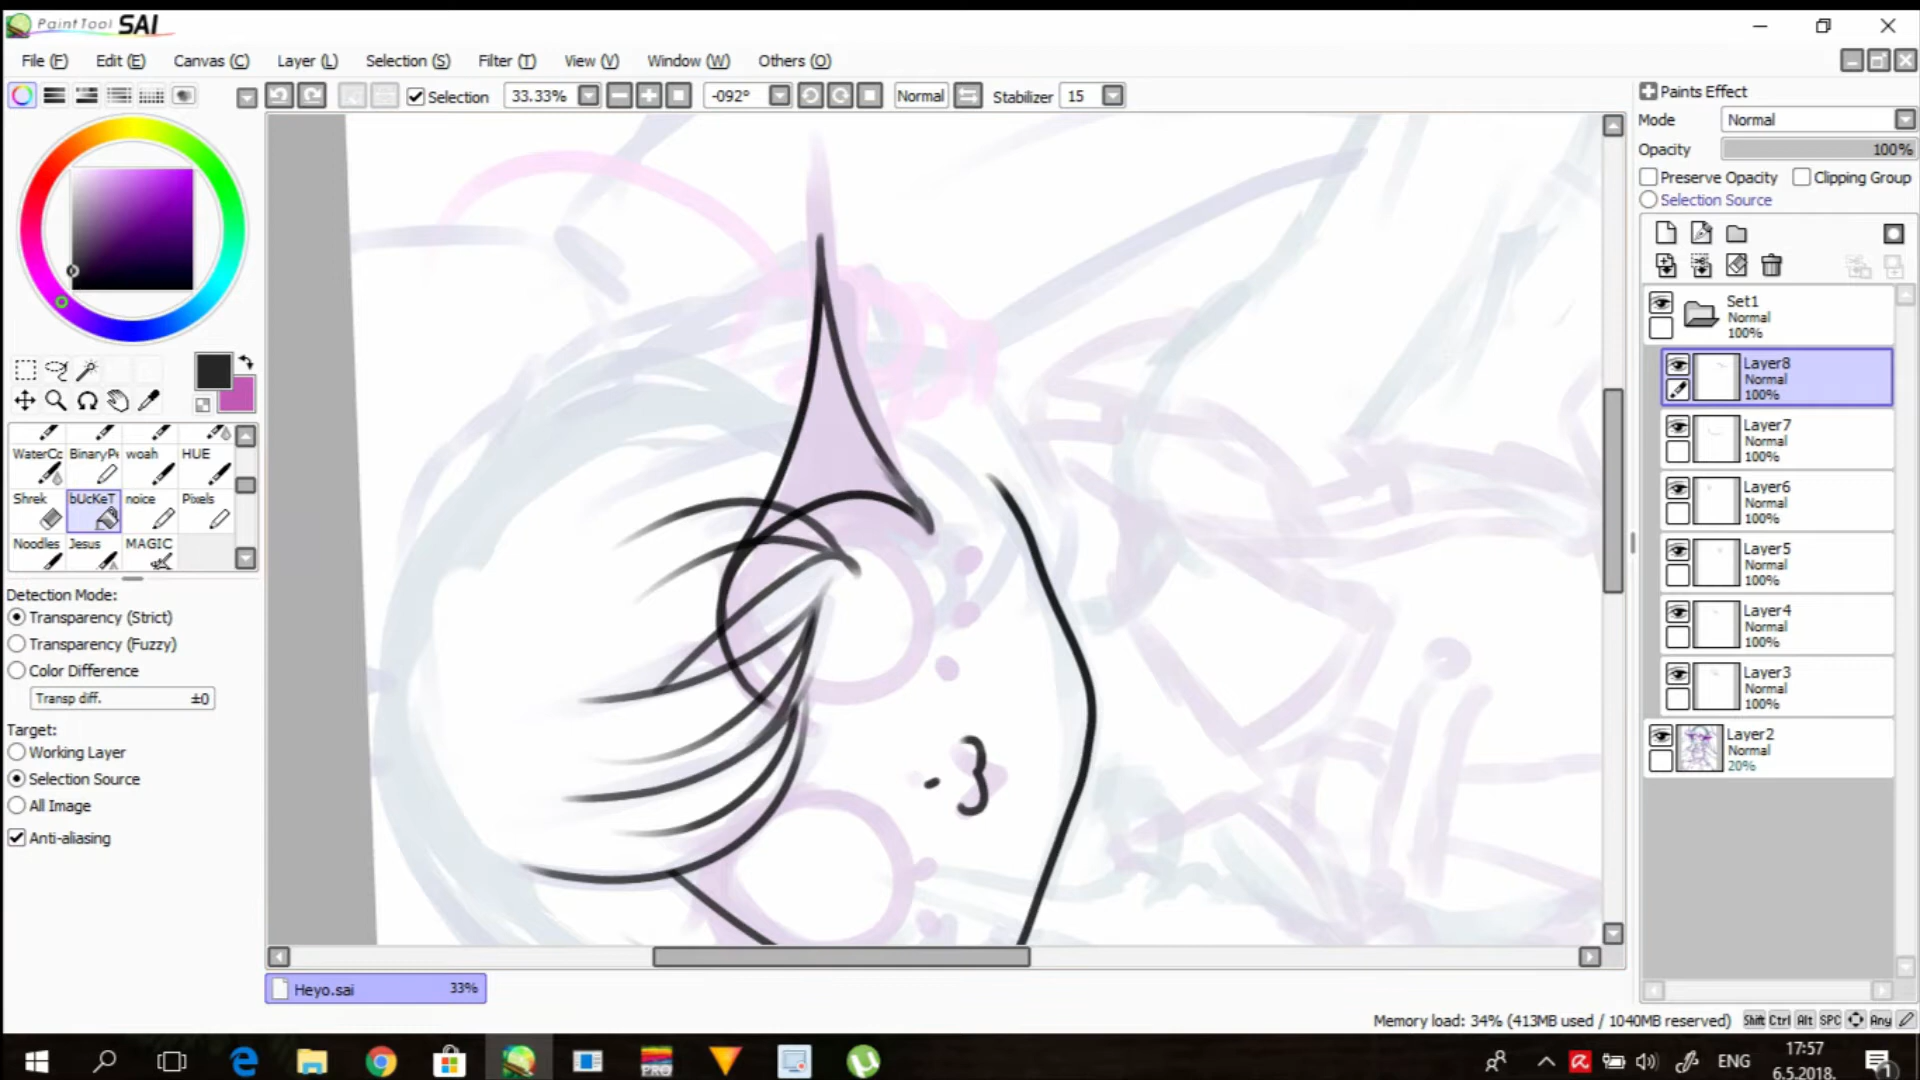 PaintTool SAI
File (F) Edit (E) Canvas (C) Layer (L) Selection (S) Filter (T) View (V) Window (W) Others (O)
Selection 33.33% -092° Normal Stabilizer 15
Paints Effect
Mode Normal
Opacity 100%
Preserve Opacity Clipping Group
Selection Source
Set1
Normal
100%
Layer8
Normal
100%
Layer7
Normal
100%
Layer6
Normal
100%
Layer5
Normal
100%
Layer4
Normal
100%
Layer3
Normal
100%
Layer2
Normal
20%
WaterCc BinaryPe woah HUE
Shrek bUcKeT noice Pixels
Noodles Jesus MAGIC
Detection Mode:
Transparency (Strict)
Transparency (Fuzzy)
Color Difference
Transp diff. ±0
Target:
Working Layer
Selection Source
All Image
Anti-aliasing
Heyo.sai 33%
Memory load: 34% (413MB used / 1040MB reserved) Shift Ctrl Alt SPC Any
PRO
ENG
17:57
6.5.2018.
1